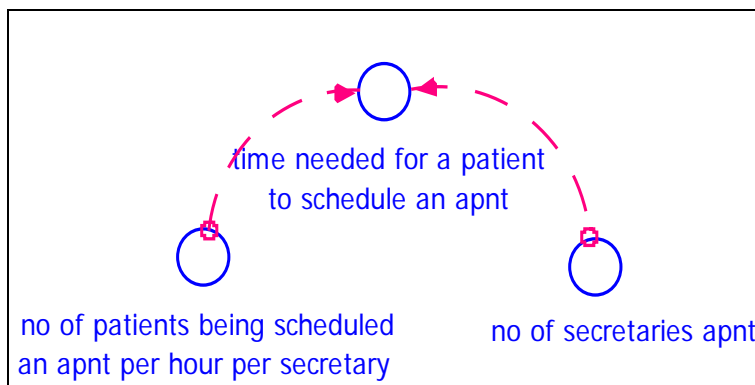 time needed for a patient
to schedule an apnt
no of patients being scheduled
an apnt per hour per secretary
no of secretaries apnt